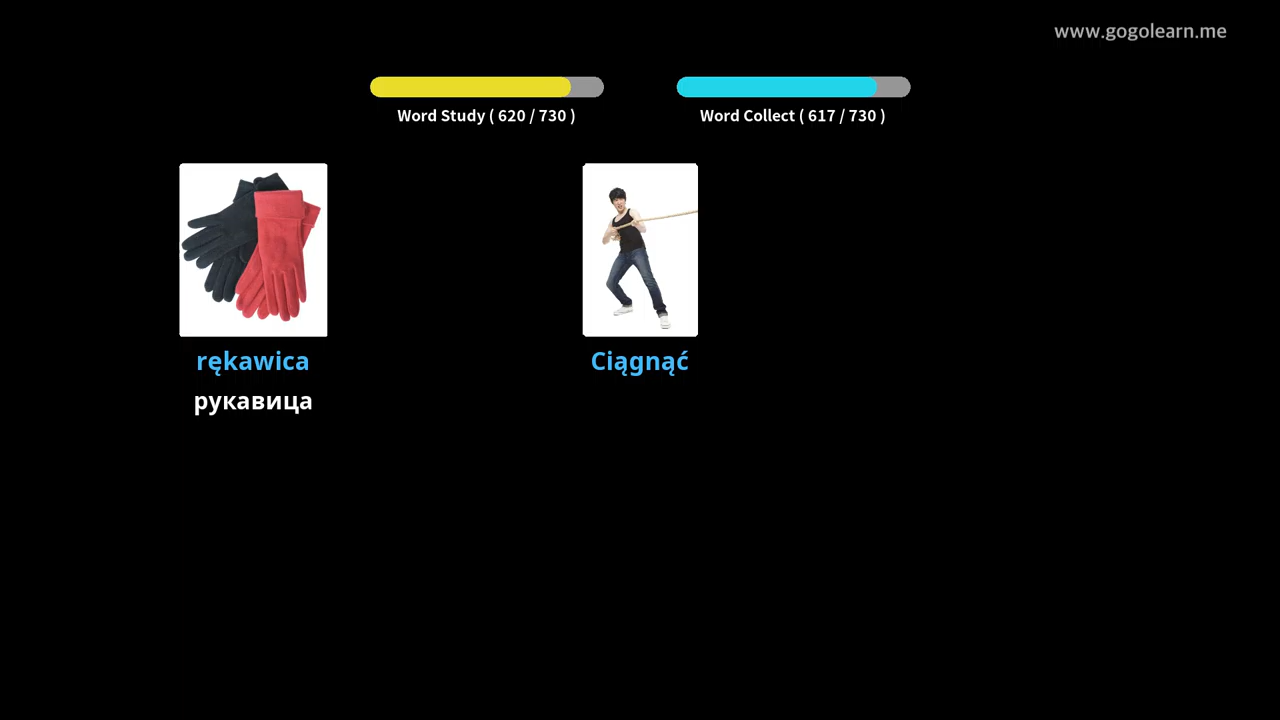 www.gogolearn.me
Word Study ( 620 / 730 )
Word Collect ( 617 / 730 )
rękawica
Ciągnąć
рукавица